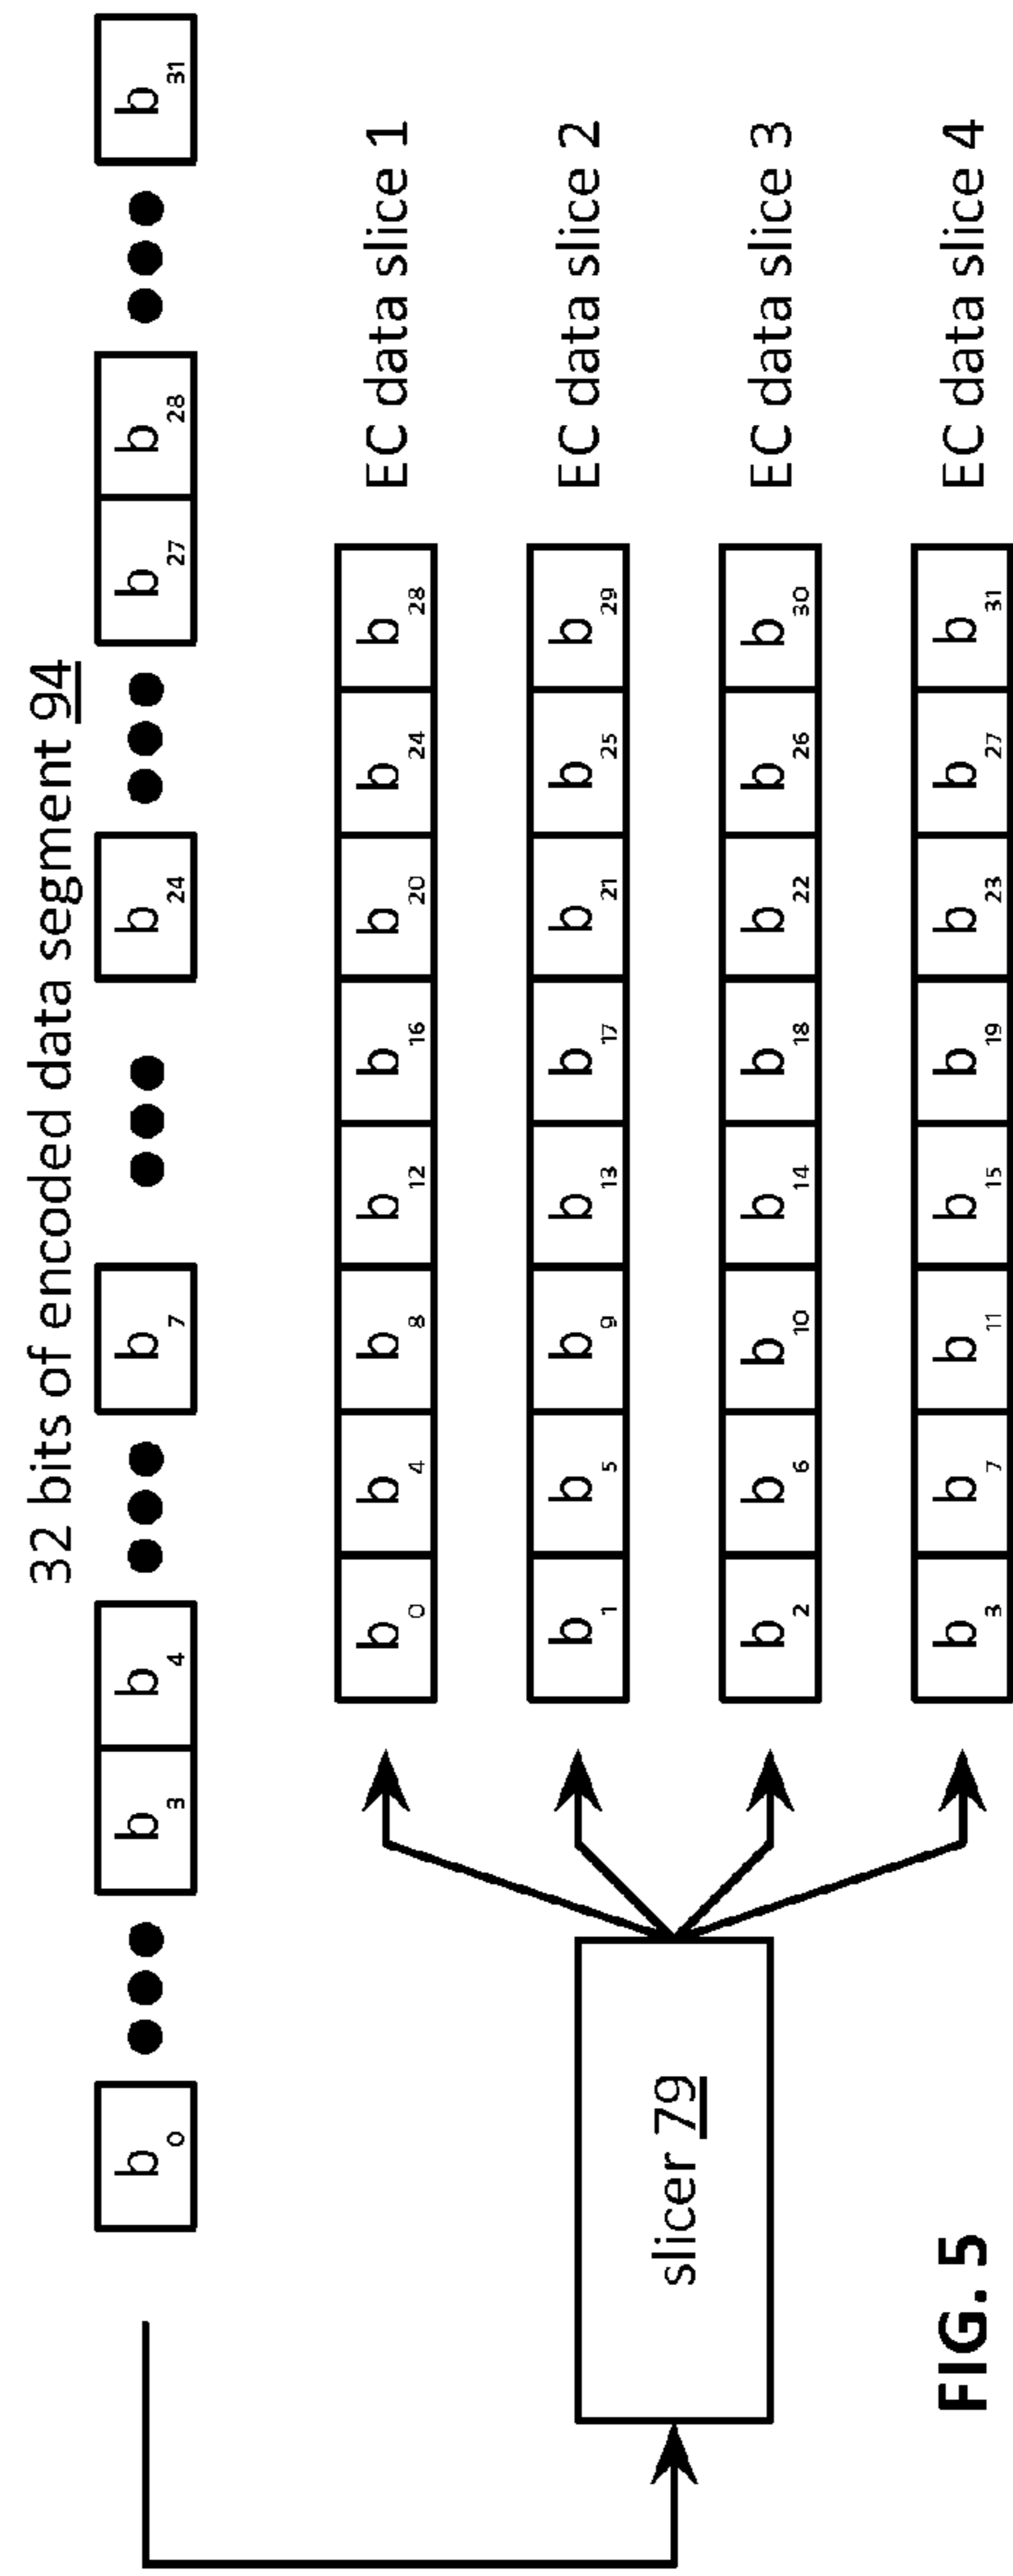 32 bits of encoded data segment 94
b0 ••• b3 b4 ••• b7 ••• b24 ••• b27 b28 ••• b31
b0 b4 b8 b12 b16 b20 b24 b28 EC data slice 1
b1 b5 b9 b13 b17 b21 b25 b29 EC data slice 2
slicer 79
b2 b6 b10 b14 b18 b22 b26 b30 EC data slice 3
b3 b7 b11 b15 b19 b23 b27 b31 EC data slice 4
FIG. 5